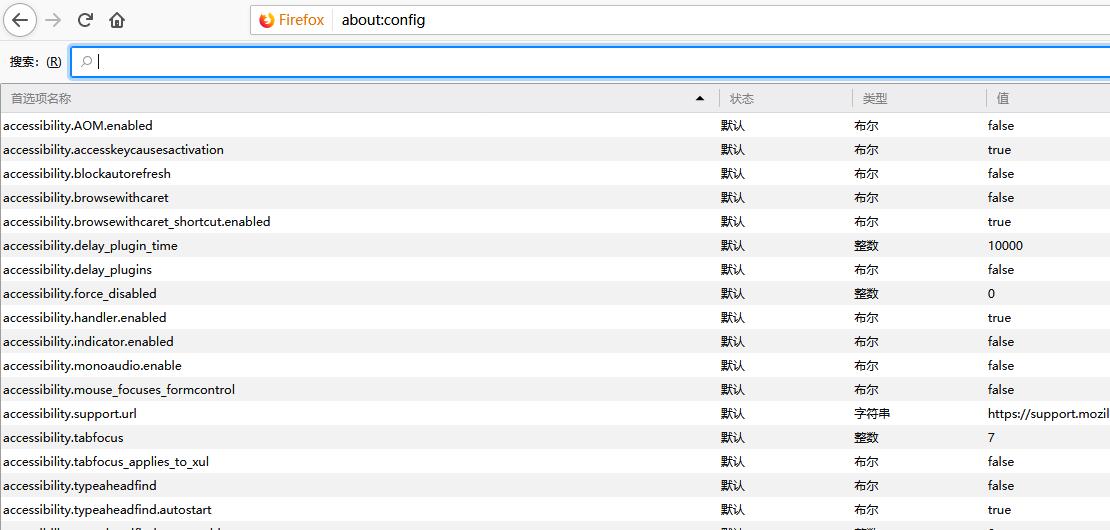 Firefox about:config
搜索：(R)
首选项名称 状态 类型 值
accessibility.AOM.enabled 默认 布尔 false
accessibility.accesskeycausesactivation 默认 布尔 true
accessibility.blockautorefresh 默认 布尔 false
accessibility.browsewithcaret 默认 布尔 false
accessibility.browsewithcaret_shortcut.enabled 默认 布尔 true
accessibility.delay_plugin_time 默认 整数 10000
accessibility.delay_plugins 默认 布尔 false
accessibility.force_disabled 默认 整数 0
accessibility.handler.enabled 默认 布尔 true
accessibility.indicator.enabled 默认 布尔 false
accessibility.monoaudio.enable 默认 布尔 false
accessibility.mouse_focuses_formcontrol 默认 布尔 false
accessibility.support.url 默认 字符串 https://support.mozil
accessibility.tabfocus 默认 整数 7
accessibility.tabfocus_applies_to_xul 默认 布尔 false
accessibility.typeaheadfind 默认 布尔 false
accessibility.typeaheadfind.autostart 默认 布尔 true